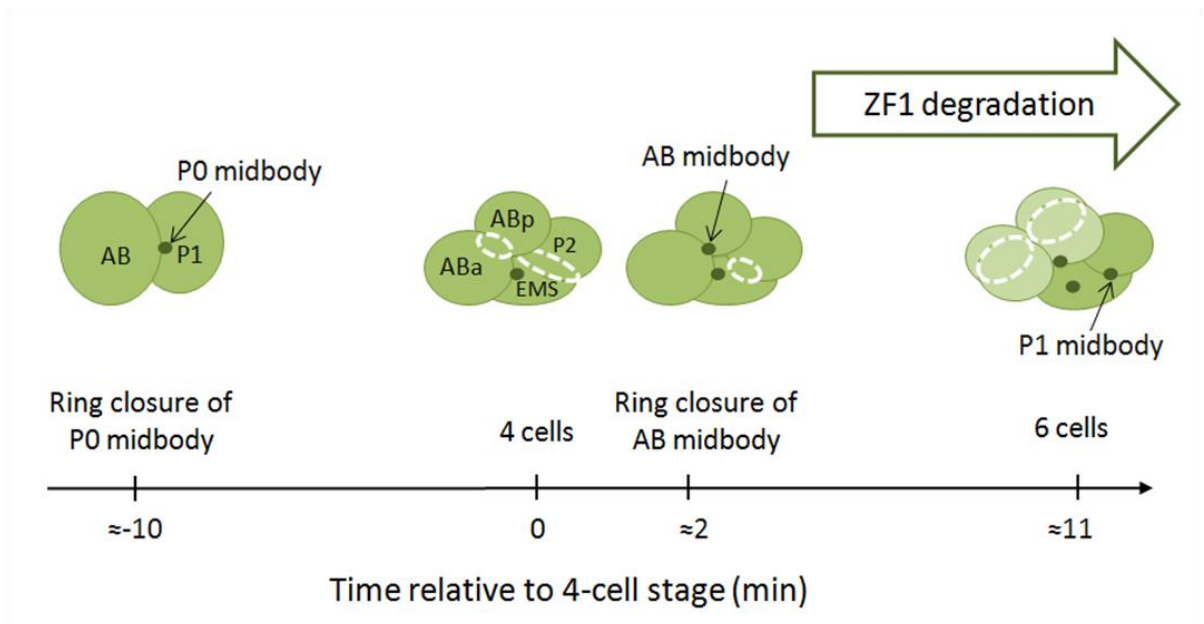 ZF1 degradation
P0 midbody
AB midbody
AB
P1
ABa
ABp
P2
EMS
P1 midbody
Ring closure of
P0 midbody
4 cells
Ring closure of
AB midbody
6 cells
≈-10
0
≈2
≈11
Time relative to 4-cell stage (min)